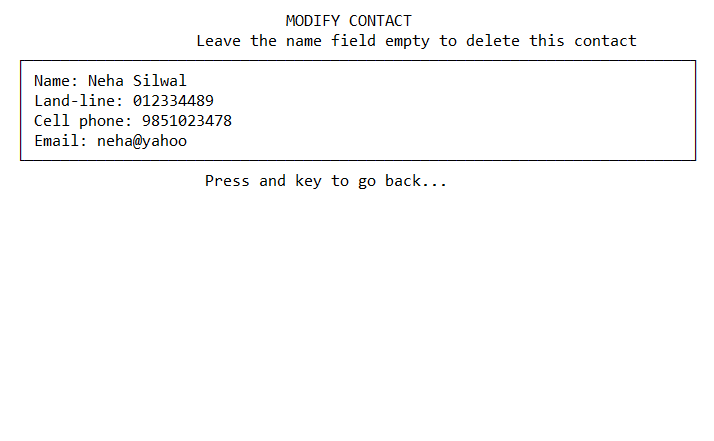 MODIFY CONTACT
Leave the name field empty to delete this contact
Name: Neha Silwal
Land-line: 012334489
Cell phone: 9851023478
Email: neha@yahoo
Press and key to go back...